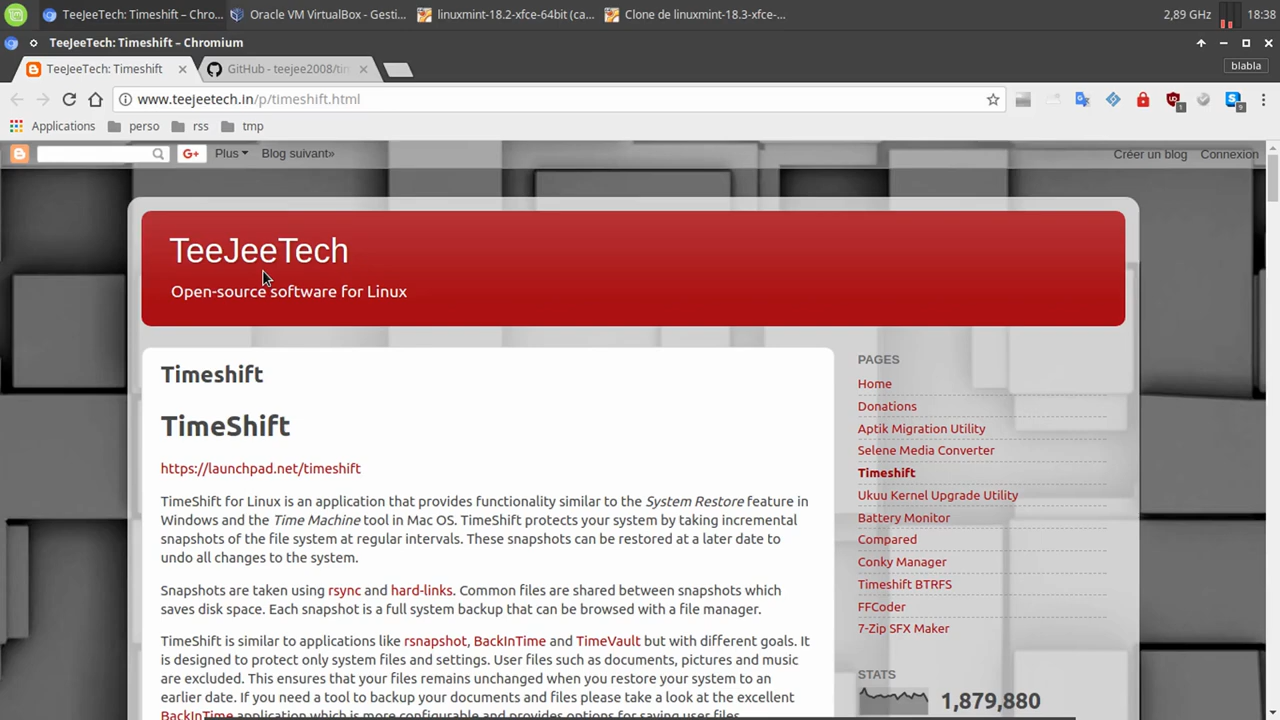 TeeJeeTech: Timeshift – Chro... Oracle VM VirtualBox - Gesti... linuxmint-18.2-xfce-64bit (ca... Clone de linuxmint-18.3-xfce-... 2,89 GHz 18:38
TeeJeeTech: Timeshift – Chromium
TeeJeeTech: Timeshift GitHub - teejee2008/tim blabla
www.teejeetech.in/p/timeshift.html
Applications perso rss tmp
G+ Plus Blog suivant» Créer un blog Connexion
TeeJeeTech
Open-source software for Linux
Timeshift
TimeShift
https://launchpad.net/timeshift
TimeShift for Linux is an application that provides functionality similar to the System Restore feature in
Windows and the Time Machine tool in Mac OS. TimeShift protects your system by taking incremental
snapshots of the file system at regular intervals. These snapshots can be restored at a later date to
undo all changes to the system.
Snapshots are taken using rsync and hard-links. Common files are shared between snapshots which
saves disk space. Each snapshot is a full system backup that can be browsed with a file manager.
TimeShift is similar to applications like rsnapshot, BackInTime and TimeVault but with different goals. It
is designed to protect only system files and settings. User files such as documents, pictures and music
are excluded. This ensures that your files remains unchanged when you restore your system to an
earlier date. If you need a tool to backup your documents and files please take a look at the excellent
BackInTime application which is more configurable and provides options for saving user files.
PAGES
Home
Donations
Aptik Migration Utility
Selene Media Converter
Timeshift
Ukuu Kernel Upgrade Utility
Battery Monitor
Compared
Conky Manager
Timeshift BTRFS
FFCoder
7-Zip SFX Maker
STATS
1,879,880